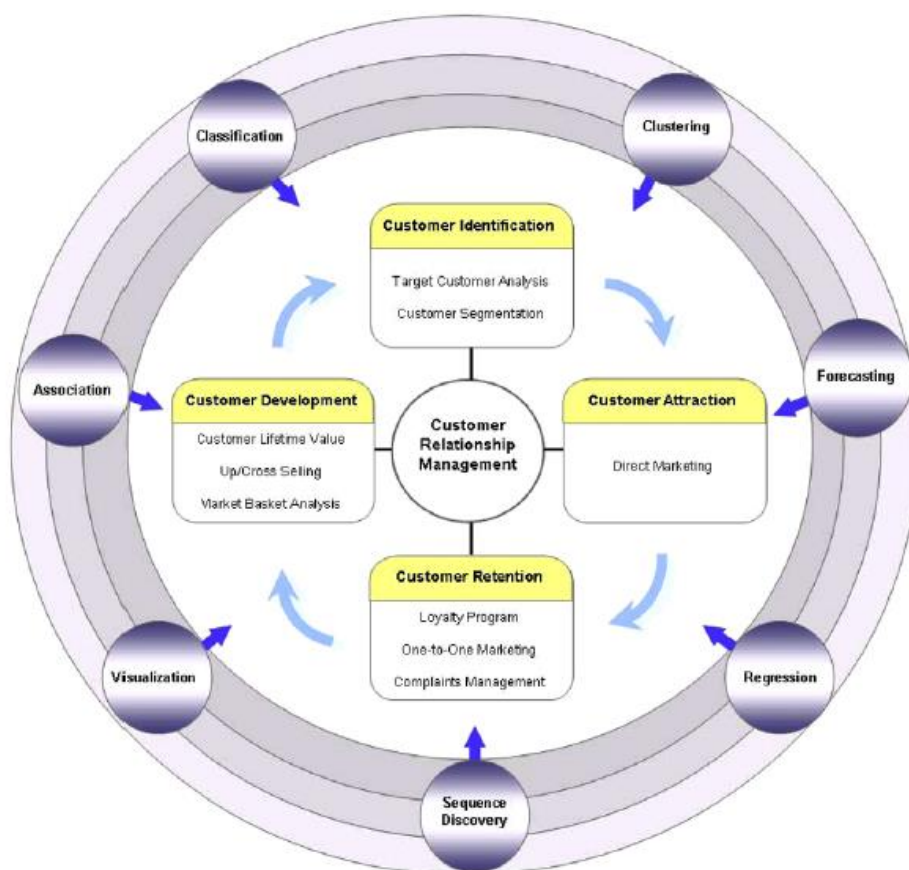 Classification
Clustering
Customer Identification
Target Customer Analysis
Customer Segmentation
Association
Forecasting
Customer Development
Customer Lifetime Value
Up/Cross Selling
Market Basket Analysis
Customer
Relationship
Management
Customer Attraction
Direct Marketing
Customer Retention
Loyalty Program
One-to-One Marketing
Complaints Management
Visualization
Regression
Sequence
Discovery